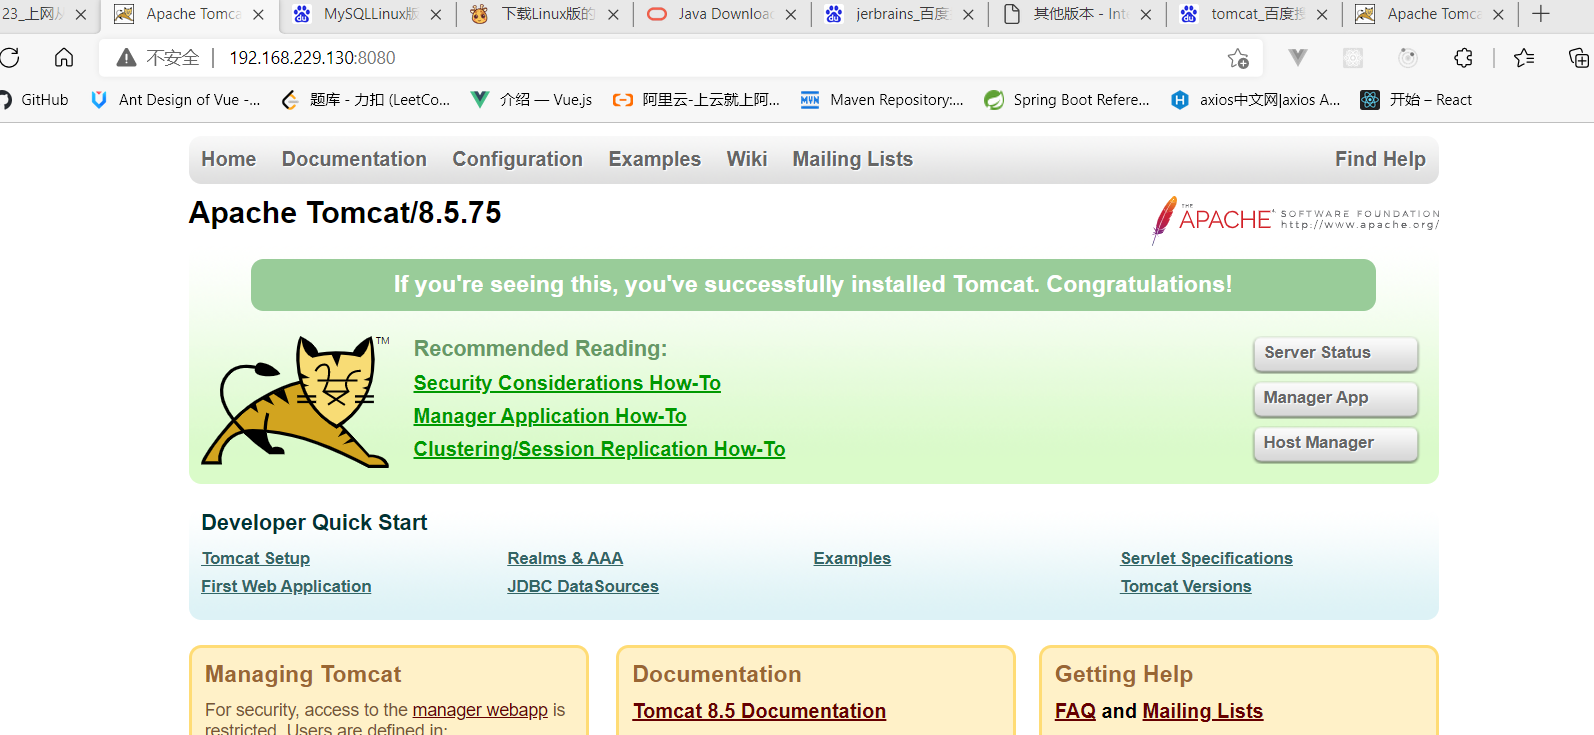 23_上网从 Apache Tomca MySQLLinux版 下载Linux版的 Java Download jerbrains_百度 其他版本 - Inte tomcat_百度搜 Apache Tomca
不安全 | 192.168.229.130:8080
GitHub Ant Design of Vue -... 题库 - 力扣 (LeetCo... 介绍 — Vue.js 阿里云-上云就上阿... Maven Repository:... Spring Boot Refere... axios中文网|axios A... 开始 – React
Home Documentation Configuration Examples Wiki Mailing Lists Find Help
Apache Tomcat/8.5.75
THE APACHE SOFTWARE FOUNDATION
http://www.apache.org/
If you're seeing this, you've successfully installed Tomcat. Congratulations!
TM
Recommended Reading:
Security Considerations How-To
Manager Application How-To
Clustering/Session Replication How-To
Server Status
Manager App
Host Manager
Developer Quick Start
Tomcat Setup Realms & AAA Examples Servlet Specifications
First Web Application JDBC DataSources Tomcat Versions
Managing Tomcat
For security, access to the manager webapp is
restricted. Users are defined in:
Documentation
Tomcat 8.5 Documentation
Getting Help
FAQ and Mailing Lists